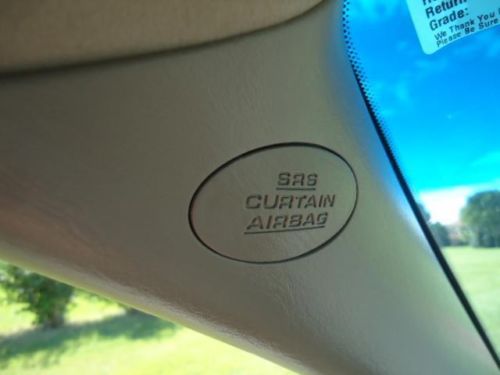 Return
Grade:
We Thank You
Please Be Sure
SRS
CURTAIN
AIRBAG